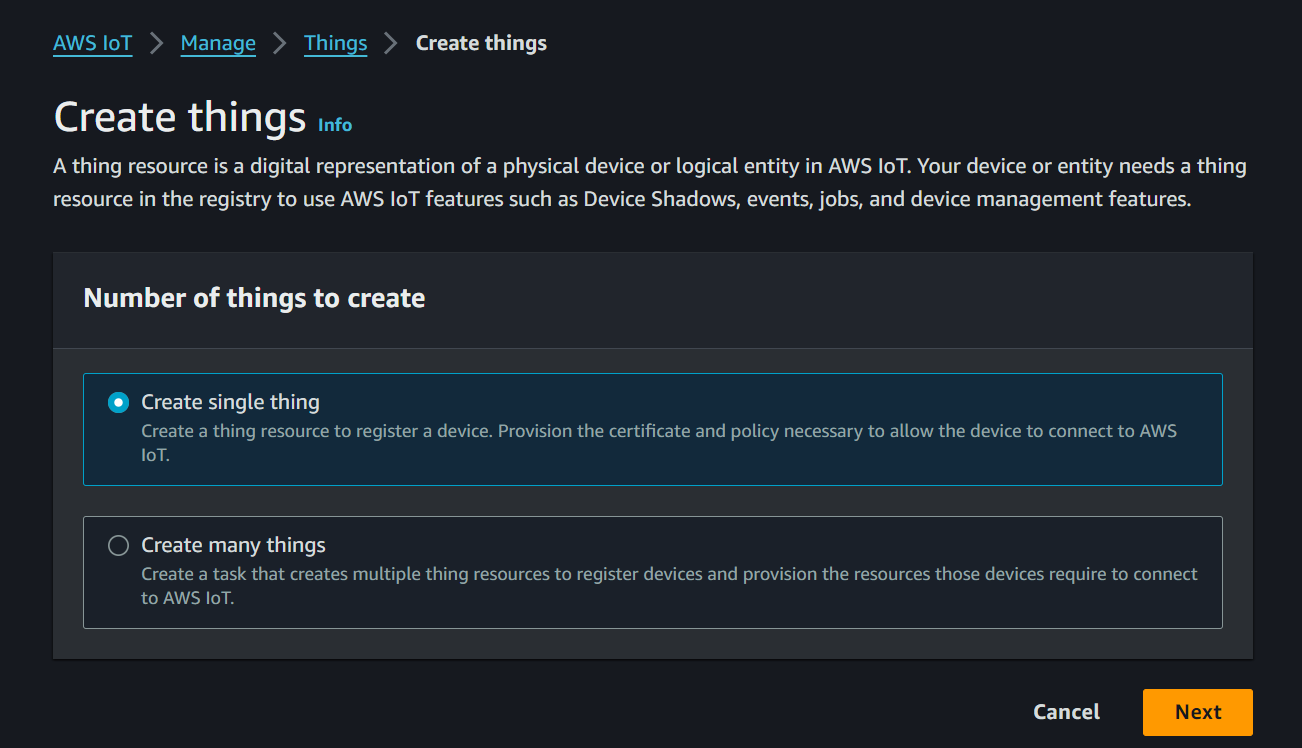 AWS IoT > Manage > Things > Create things
Create things Info
A thing resource is a digital representation of a physical device or logical entity in AWS IoT. Your device or entity needs a thing
resource in the registry to use AWS IoT features such as Device Shadows, events, jobs, and device management features.
Number of things to create
Create single thing
Create a thing resource to register a device. Provision the certificate and policy necessary to allow the device to connect to AWS
IoT.
Create many things
Create a task that creates multiple thing resources to register devices and provision the resources those devices require to connect
to AWS IoT.
Cancel Next